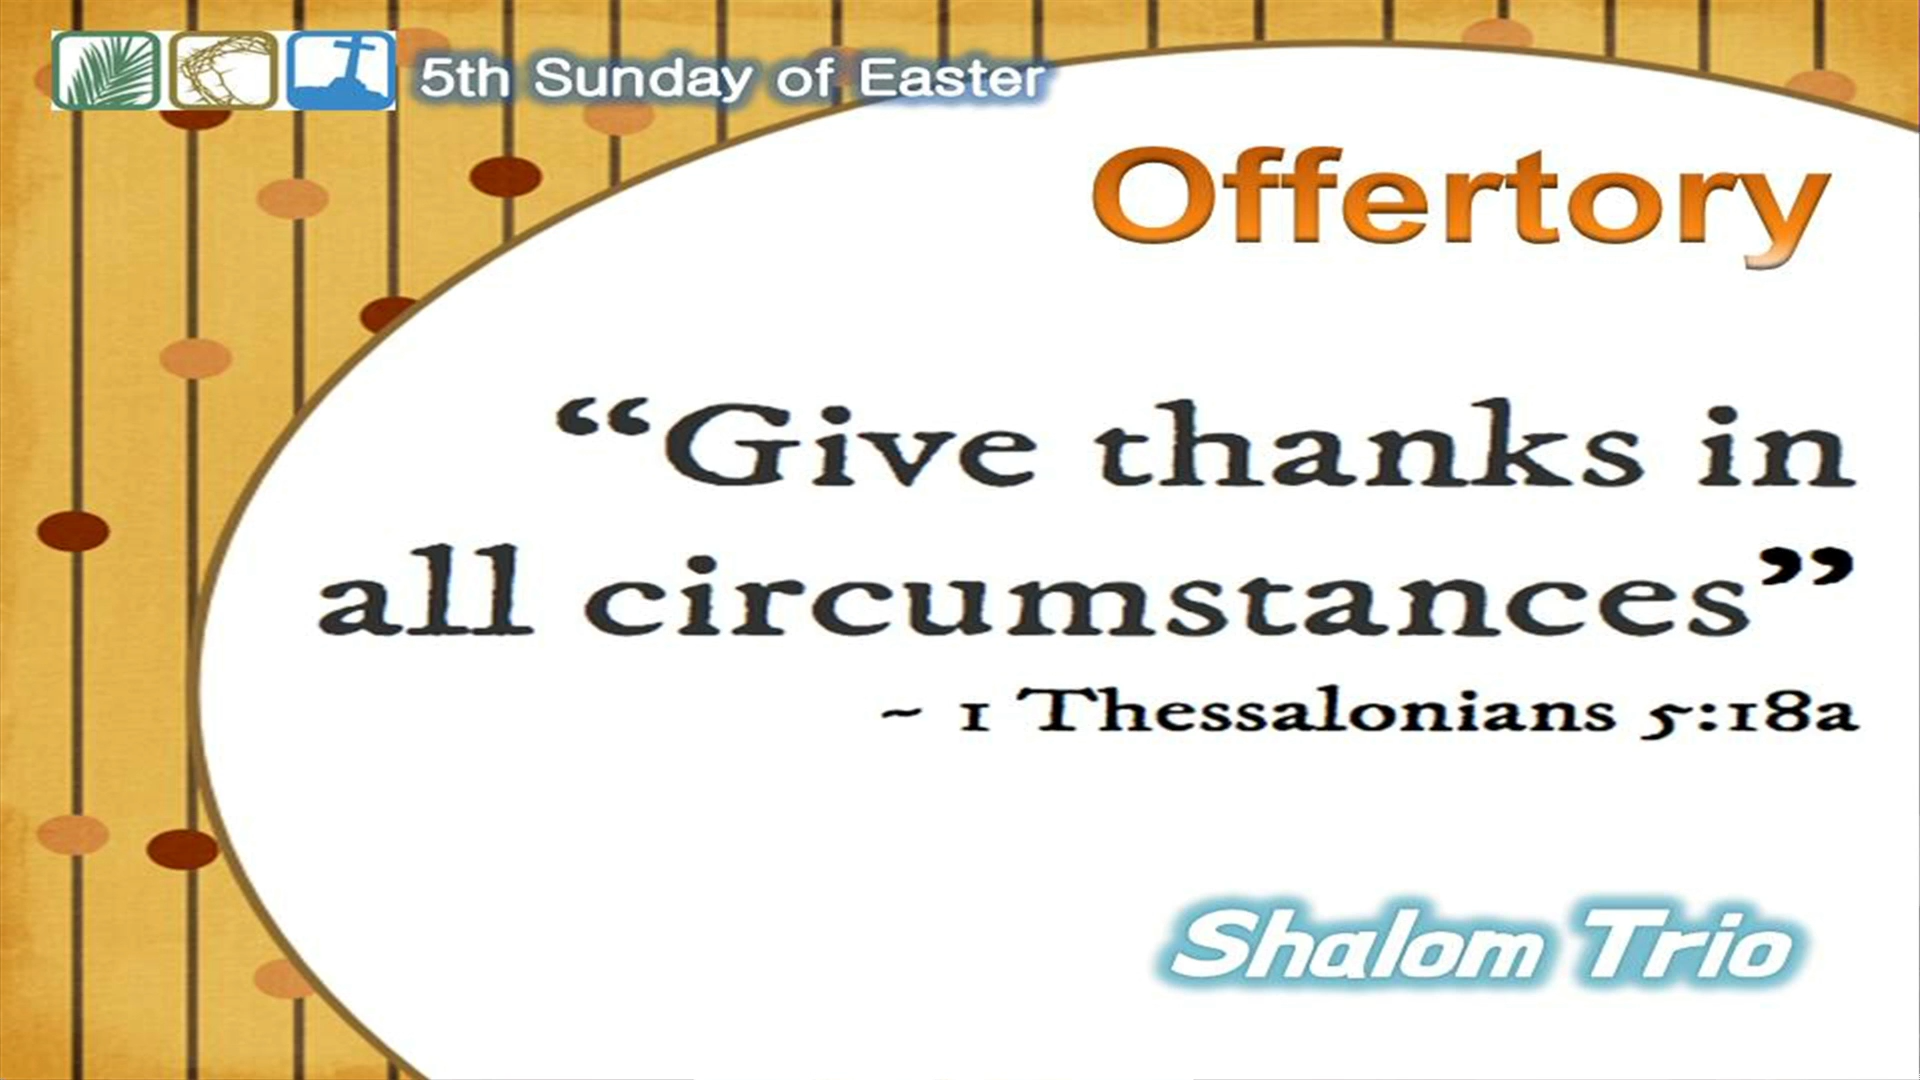 5th Sunday of Easter
Offertory
“Give thanks in
all circumstances”
~ 1 Thessalonians 5:18a
Shalom Trio